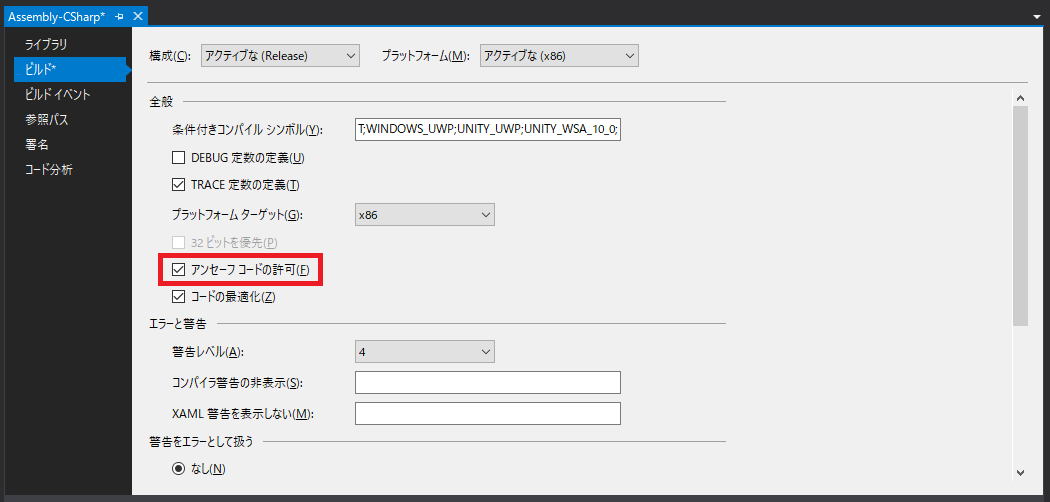 Assembly-CSharp*
ライブラリ
ビルド*
ビルド イベント
参照パス
署名
コード分析
構成(C): アクティブな (Release) プラットフォーム(M): アクティブな (x86)
全般
条件付きコンパイル シンボル(Y): T;WINDOWS_UWP;UNITY_UWP;UNITY_WSA_10_0;
DEBUG 定数の定義(U)
TRACE 定数の定義(T)
プラットフォーム ターゲット(G): x86
32 ビットを優先(P)
アンセーフ コードの許可(F)
コードの最適化(Z)
エラーと警告
警告レベル(A): 4
コンパイラ警告の非表示(S):
XAML 警告を表示しない(M):
警告をエラーとして扱う
なし(N)